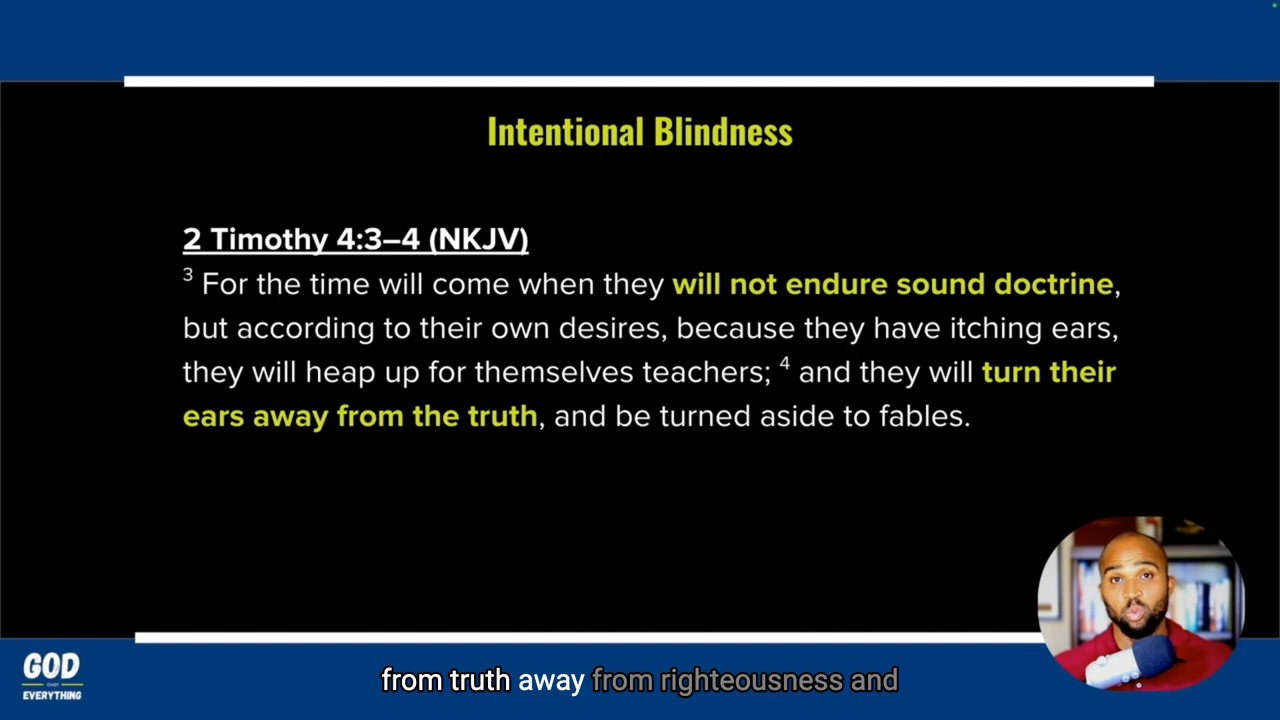 Intentional Blindness
2 Timothy 4:3–4 (NKJV)
³ For the time will come when they will not endure sound doctrine,
but according to their own desires, because they have itching ears,
they will heap up for themselves teachers; ⁴ and they will turn their
ears away from the truth, and be turned aside to fables.
GOD
OVER
EVERYTHING
from truth away from righteousness and